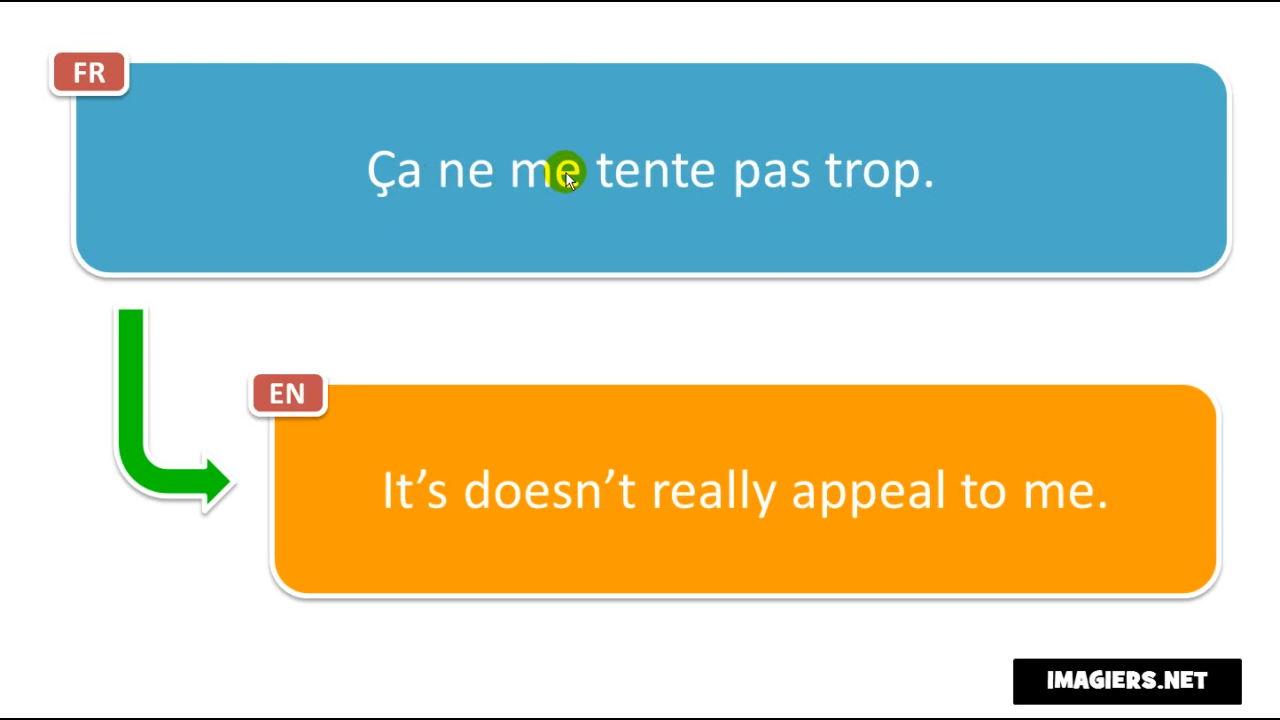 FR
Ça ne me tente pas trop.
EN
It’s doesn’t really appeal to me.
IMAGIERS.NET